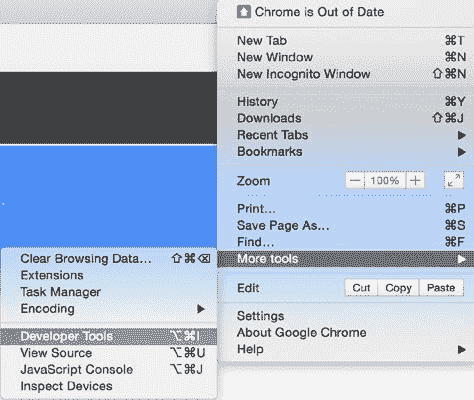 Chrome is Out of Date
New Tab ⌘T
New Window ⌘N
New Incognito Window ⇧⌘N
History ⌘Y
Downloads ⇧⌘J
Recent Tabs ▶
Bookmarks ▶
Zoom − 100% +
Print... ⌘P
Save Page As... ⌘S
Find... ⌘F
More tools ▶
Edit Cut Copy Paste
Settings
About Google Chrome
Help ▶
Clear Browsing Data... ⇧⌘⌫
Extensions
Task Manager
Encoding ▶
Developer Tools ⌥⌘I
View Source ⌥⌘U
JavaScript Console ⌥⌘J
Inspect Devices